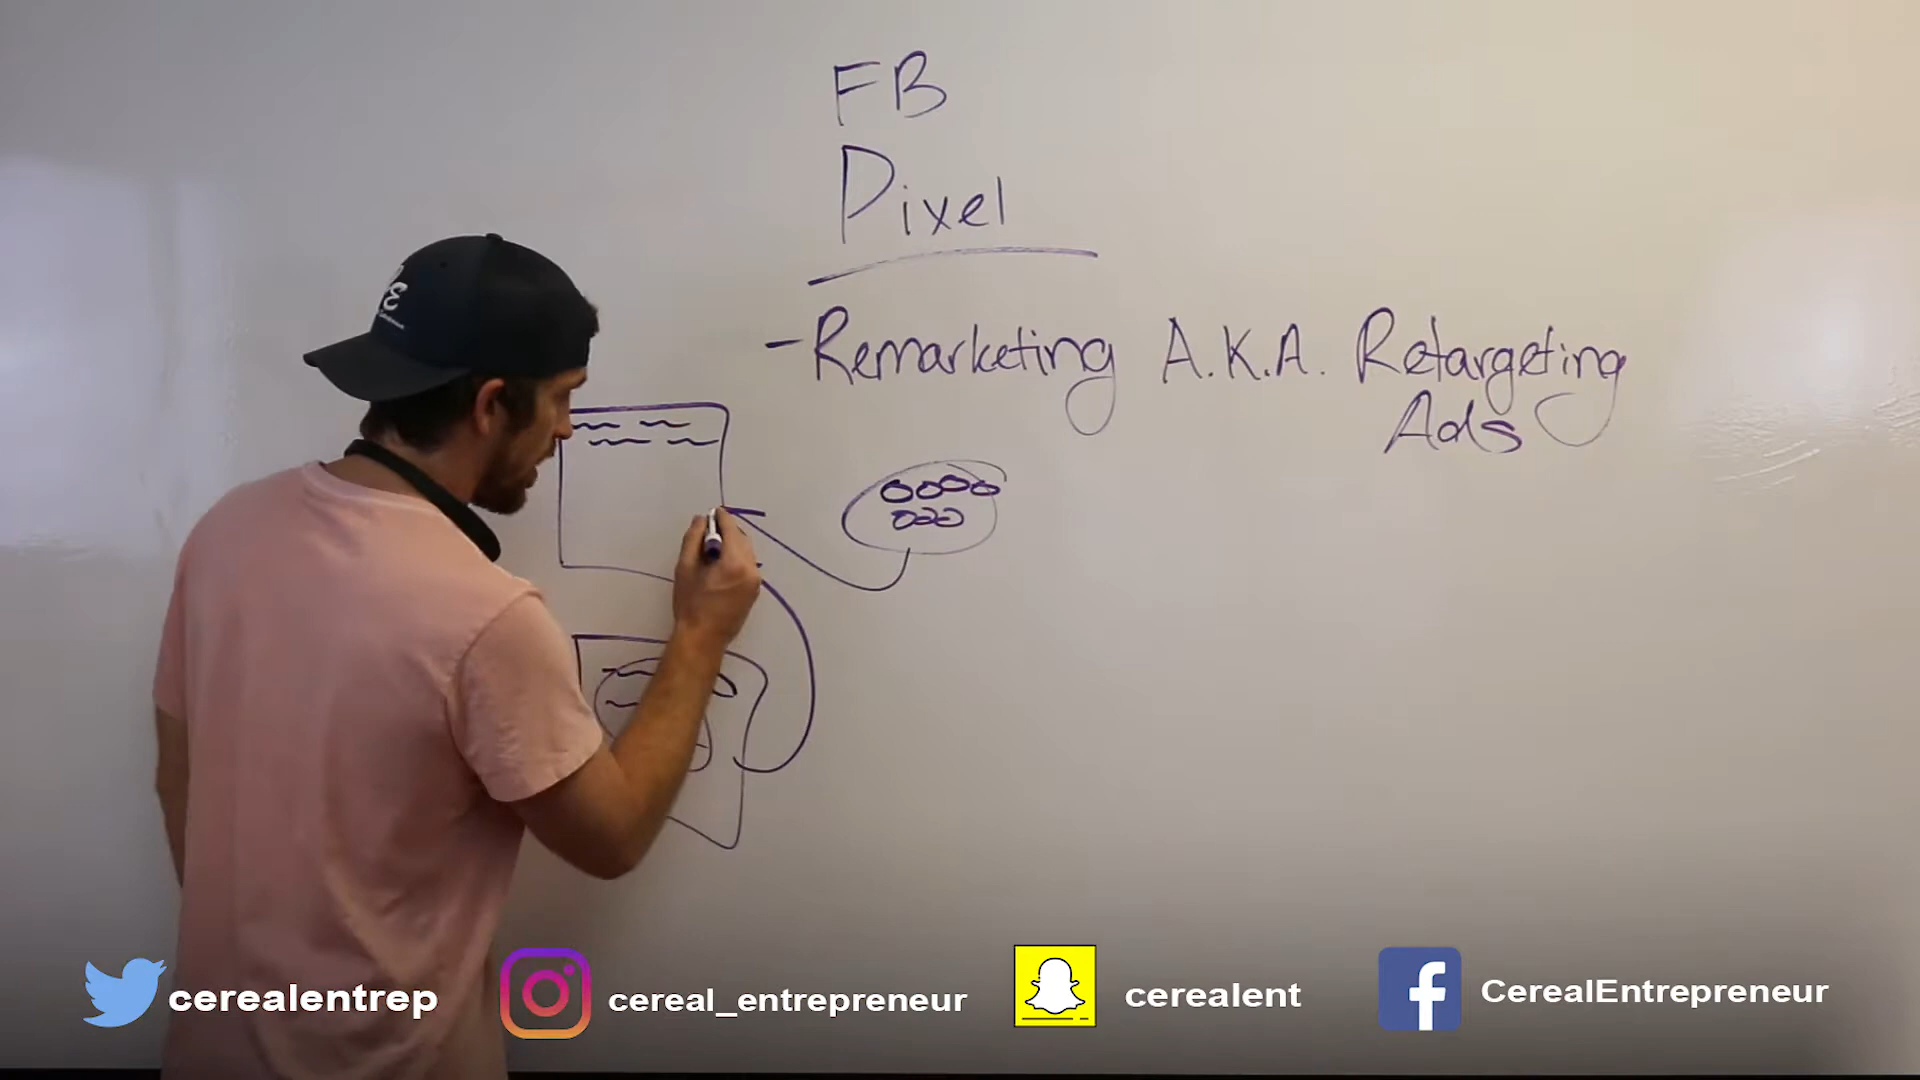 FB
Pixel
- Remarketing A.K.A. Retargeting
Ads
cerealentrep
cereal_entrepreneur
cerealent
CerealEntrepreneur